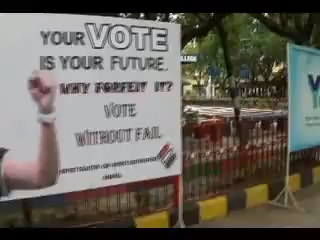 YOUR VOTE
IS YOUR FUTURE..
WHY FORFEIT IT?
VOTE
WITHOUT FAIL